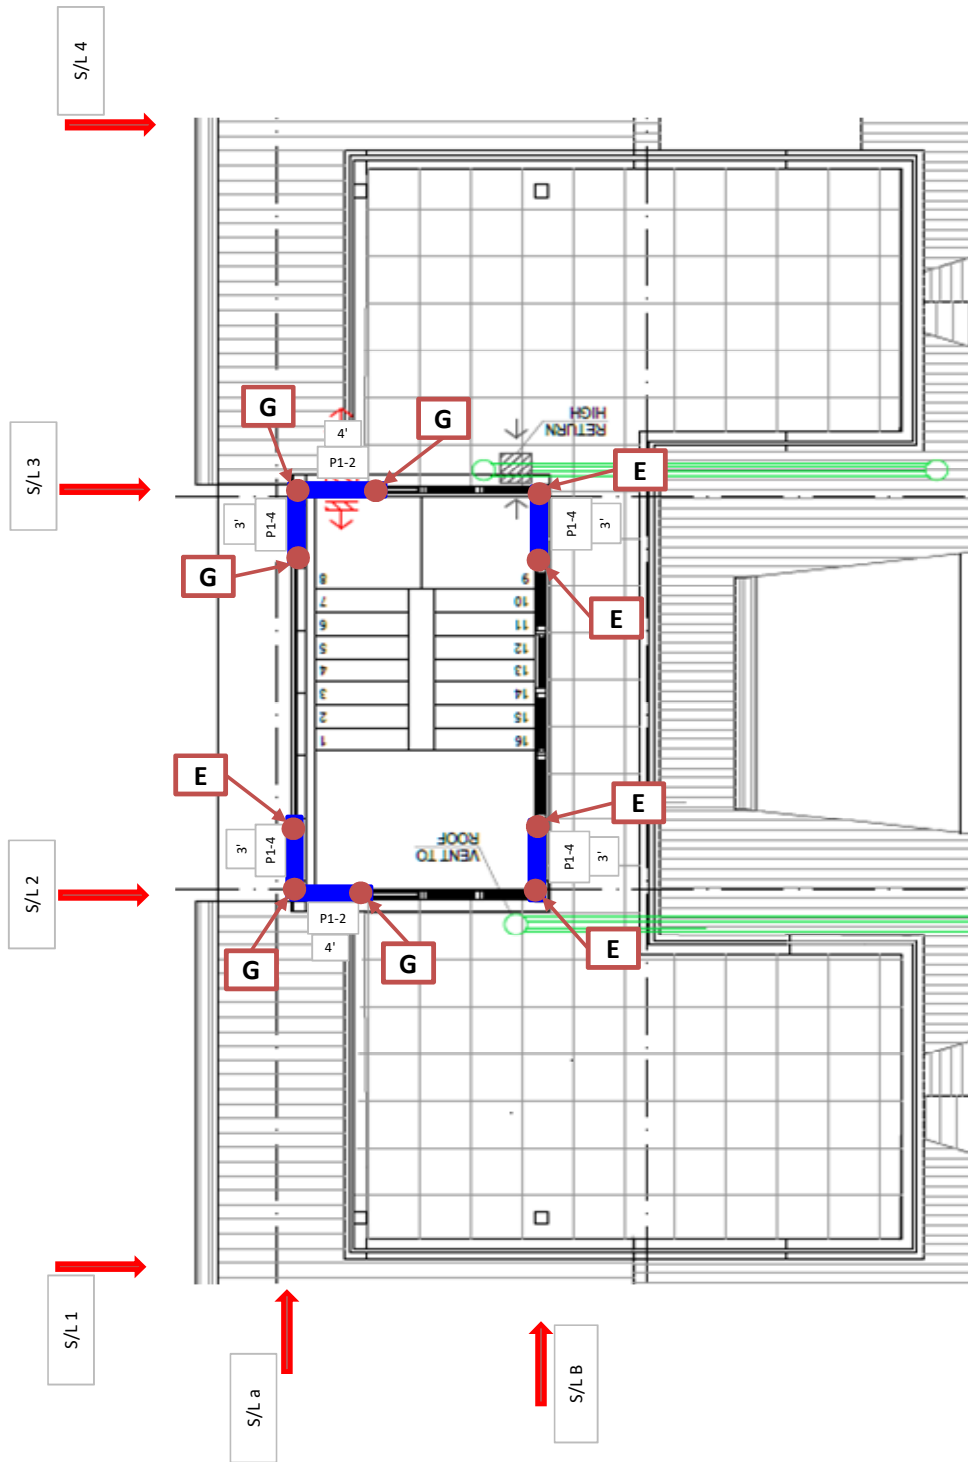 S/L 4
G
4'
G
RETURN
HIGH
P1-2
S/L 3
E
3'
P1-4
P1-4
3'
G
8
9
7
10
E
6
11
5
12
4
13
3
14
2
15
1
16
E
E
3'
P1-4
VENT TO
ROOF
P1-4
3'
S/L 2
P1-2
4'
G
G
E
S/L 1
S/L a
S/L B